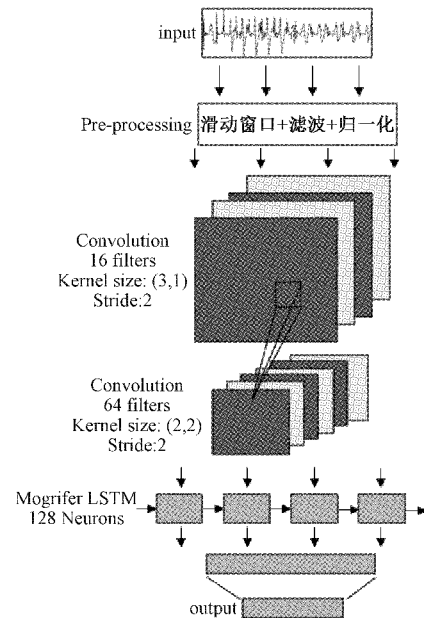 input
Pre-processing
滑动窗口+滤波+归一化
Convolution
16 filters
Kernel size: (3,1)
Stride:2
Convolution
64 filters
Kernel size: (2,2)
Stride:2
Mogrifer LSTM
128 Neurons
output